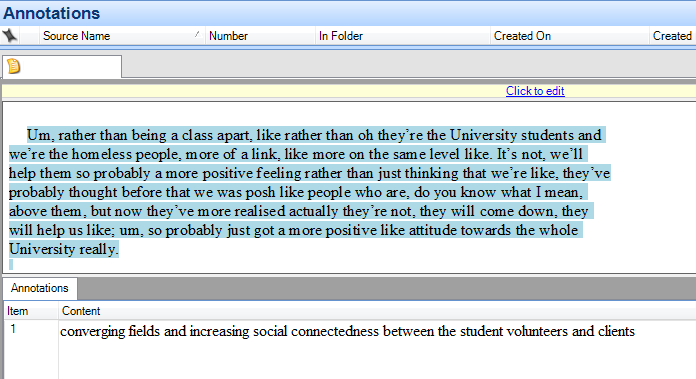 Annotations
Source Name / Number In Folder Created On Created
Click to edit
Um, rather than being a class apart, like rather than oh they’re the University students and
we’re the homeless people, more of a link, like more on the same level like. It’s not, we’ll
help them so probably a more positive feeling rather than just thinking that we’re like, they’ve
probably thought before that we was posh like people who are, do you know what I mean,
above them, but now they’ve more realised actually they’re not, they will come down, they
will help us like; um, so probably just got a more positive like attitude towards the whole
University really.
Annotations
Item Content
1 converging fields and increasing social connectedness between the student volunteers and clients